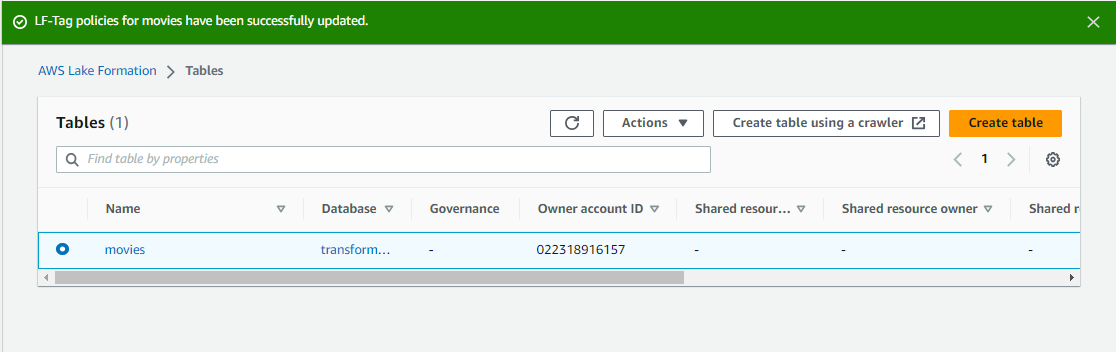 LF-Tag policies for movies have been successfully updated.
AWS Lake Formation > Tables
Tables (1)
Actions
Create table using a crawler
Create table
Find table by properties
1
Name Database Governance Owner account ID Shared resour... Shared resource owner Shared r
movies transform... - 022318916157 - - -